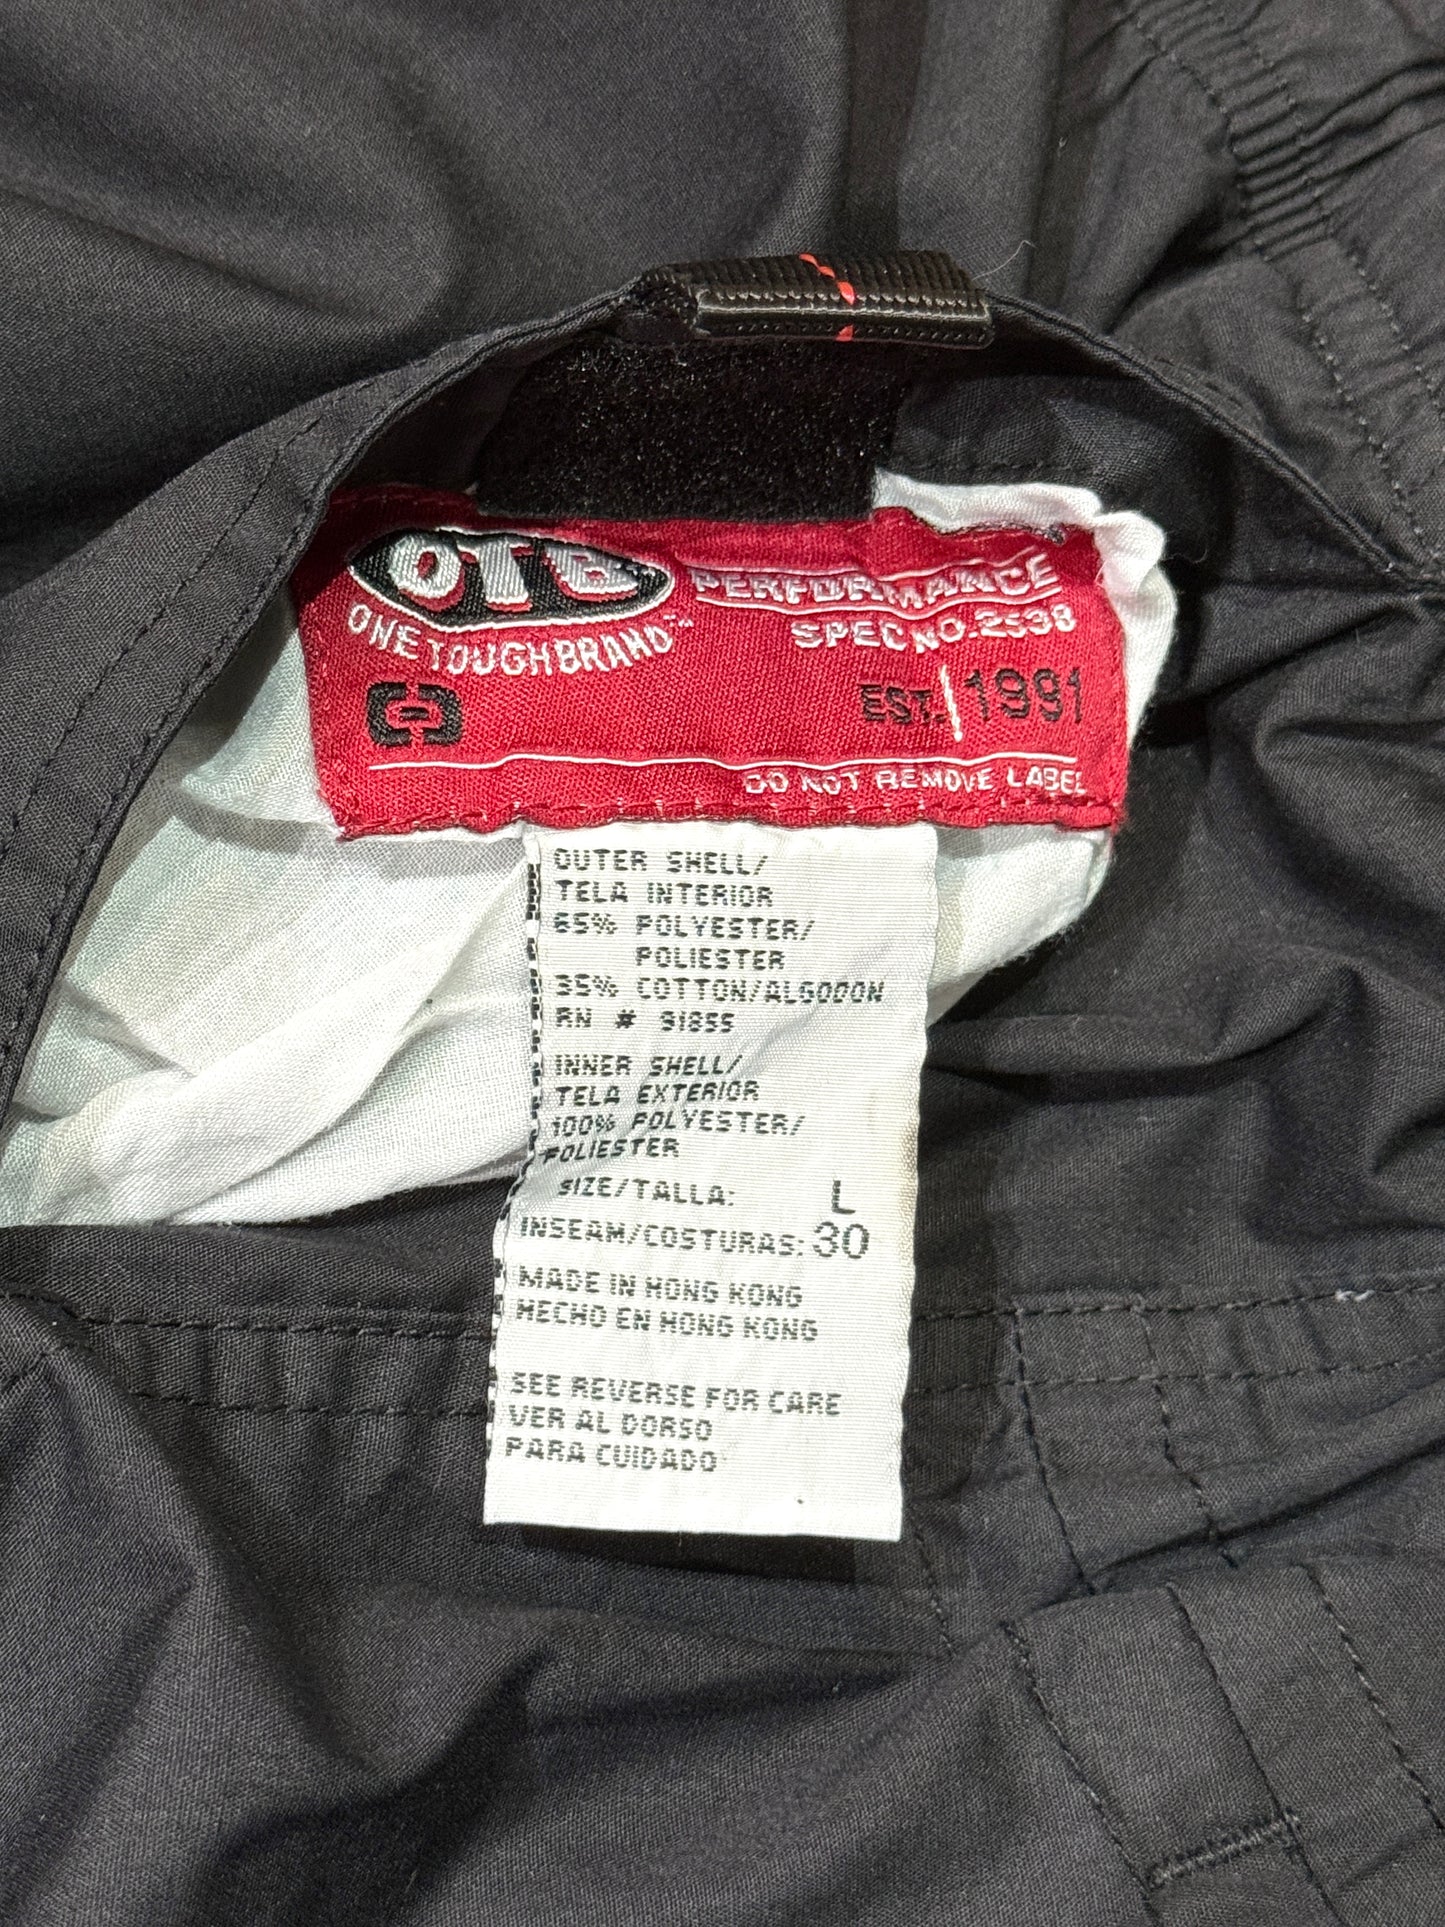 OTB
ONE TOUGH BRAND™
PERFORMANCE
SPEC NO. 2538
EST. 1991
DO NOT REMOVE LABEL
OUTER SHELL/
TELA INTERIOR
65% POLYESTER/
POLIESTER
35% COTTON/ALGODON
RN # 91855
INNER SHELL/
TELA EXTERIOR
100% POLYESTER/
POLIESTER
SIZE/TALLA: L
INSEAM/COSTURAS: 30
MADE IN HONG KONG
HECHO EN HONG KONG
SEE REVERSE FOR CARE
VER AL DORSO
PARA CUIDADO